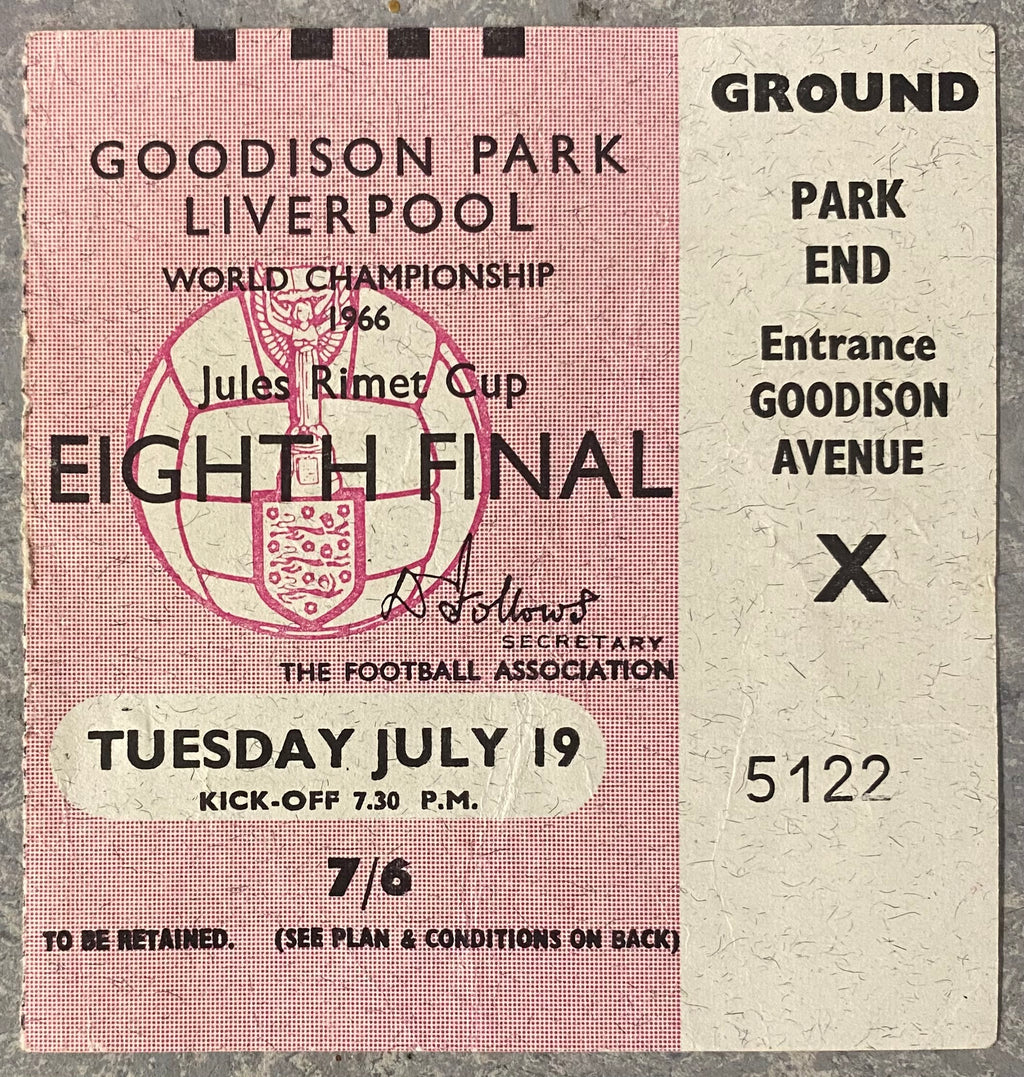 GOODISON PARK
LIVERPOOL
WORLD CHAMPIONSHIP
1966
Jules Rimet Cup
EIGHTH FINAL
D Follows
SECRETARY
THE FOOTBALL ASSOCIATION
TUESDAY JULY 19
KICK-OFF 7.30 P.M.
7/6
TO BE RETAINED. (SEE PLAN & CONDITIONS ON BACK)
GROUND
PARK
END
Entrance
GOODISON
AVENUE
X
5122